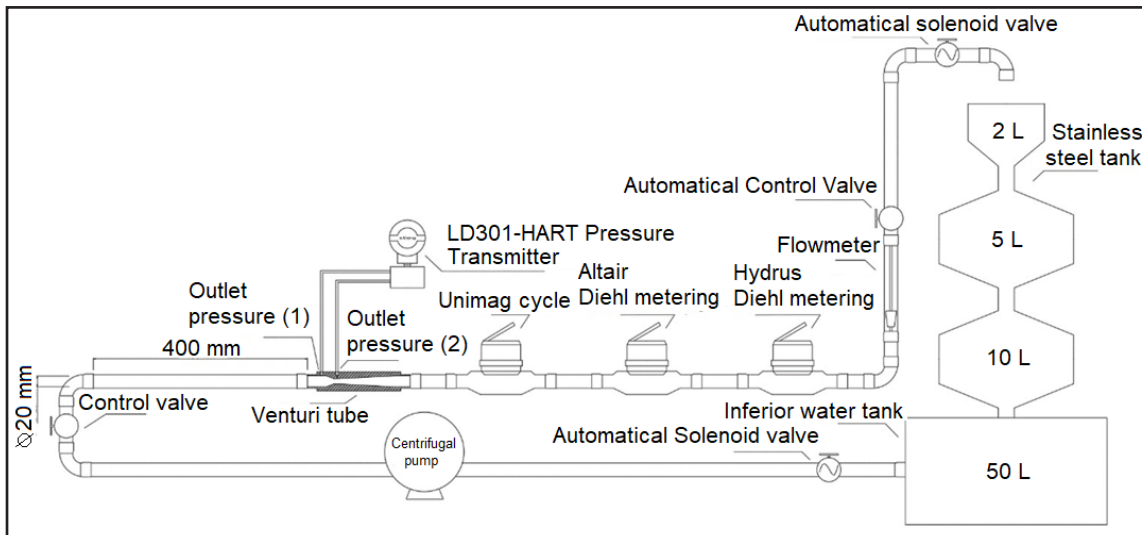 Automatical solenoid valve
2 L
Stainless
steel tank
Automatical Control Valve
5 L
LD301-HART Pressure
Transmitter
Flowmeter
Altair
Diehl metering
Hydrus
Diehl metering
Outlet
pressure (1)
Unimag cycle
Outlet
pressure (2)
400 mm
10 L
∅20 mm
Control valve
Venturi tube
Inferior water tank
Centrifugal
pump
Automatical Solenoid valve
50 L